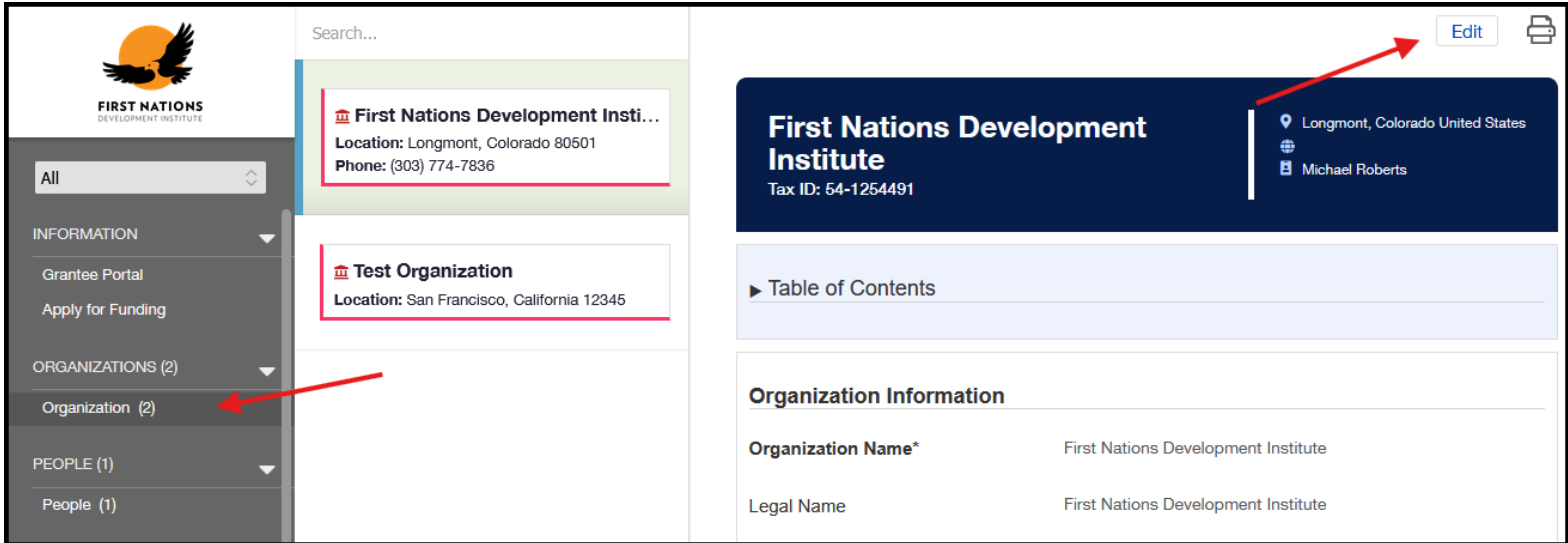 FIRST NATIONS
DEVELOPMENT INSTITUTE
All
INFORMATION
Grantee Portal
Apply for Funding
ORGANIZATIONS (2)
Organization (2)
PEOPLE (1)
People (1)
Search...
First Nations Development Insti...
Location: Longmont, Colorado 80501
Phone: (303) 774-7836
Test Organization
Location: San Francisco, California 12345
Edit
First Nations Development
Institute
Tax ID: 54-1254491
Longmont, Colorado United States
Michael Roberts
Table of Contents
Organization Information
Organization Name* First Nations Development Institute
Legal Name First Nations Development Institute